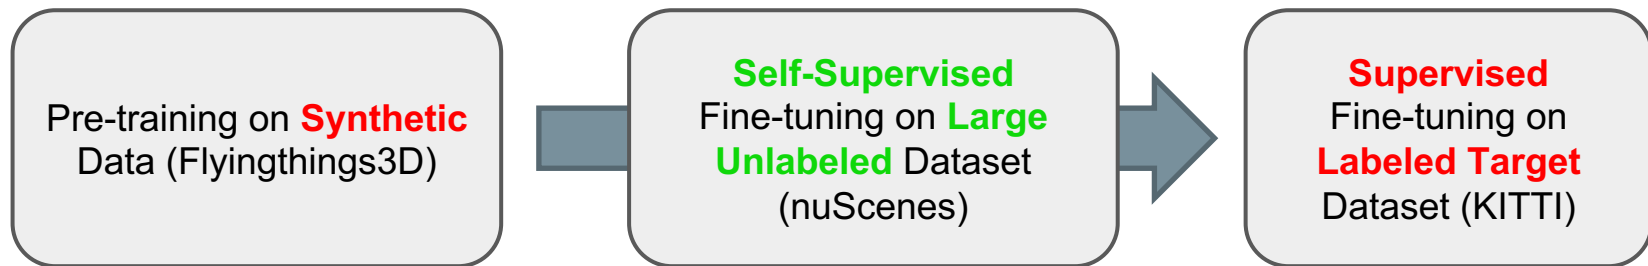 Pre-training on Synthetic
Data (Flyingthings3D)
Self-Supervised
Fine-tuning on Large
Unlabeled Dataset
(nuScenes)
Supervised
Fine-tuning on
Labeled Target
Dataset (KITTI)